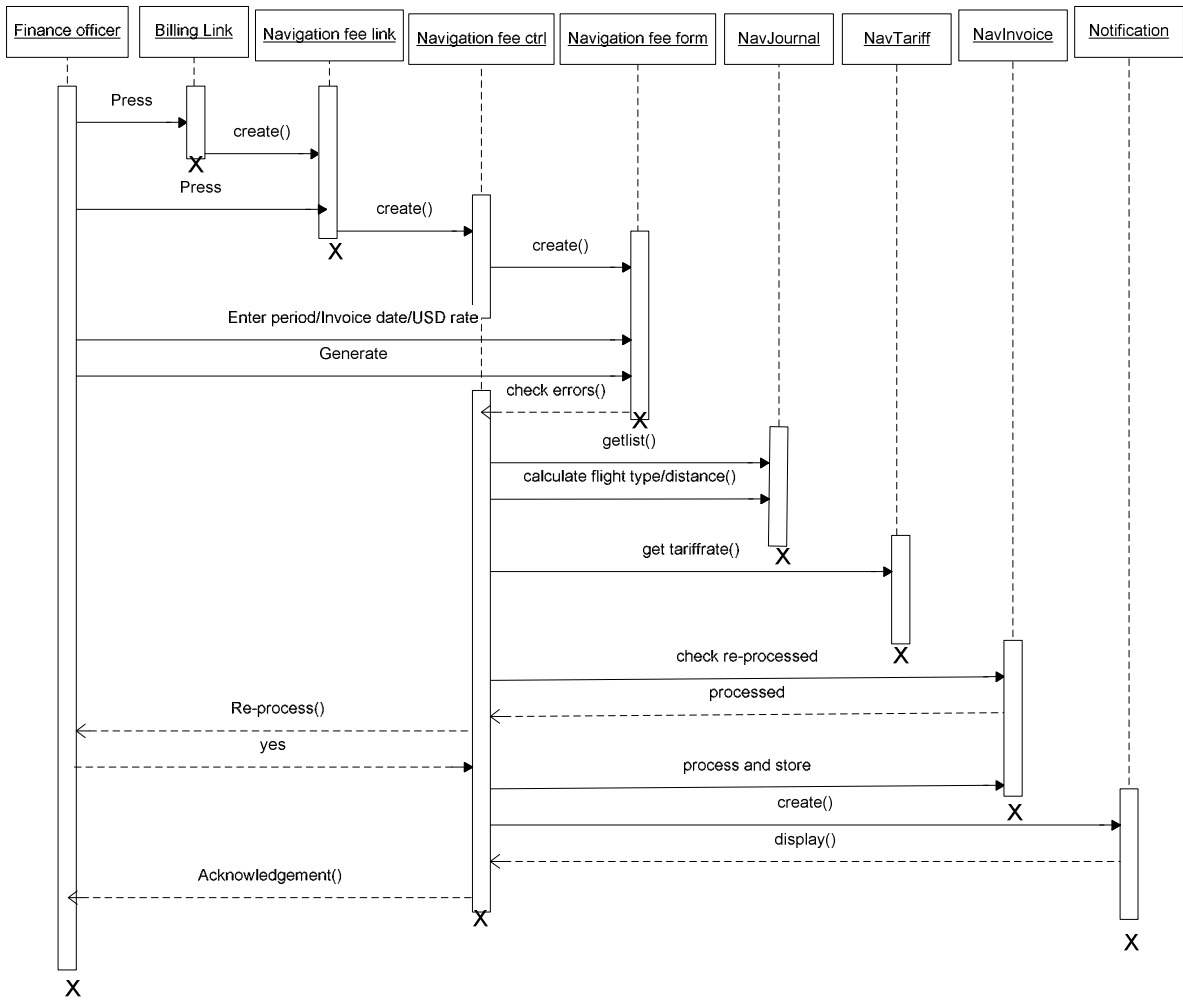 Finance officer
Billing Link
Navigation fee link
Navigation fee ctrl
Navigation fee form
NavJournal
NavTariff
NavInvoice
Notification
Press
create()
X
Press
create()
X
create()
Enter period/Invoice date/USD rate
Generate
check errors()
X
getlist()
calculate flight type/distance()
X
get tariffrate()
X
check re-processed
processed
Re-process()
yes
process and store
create()
X
display()
Acknowledgement()
X
X
X